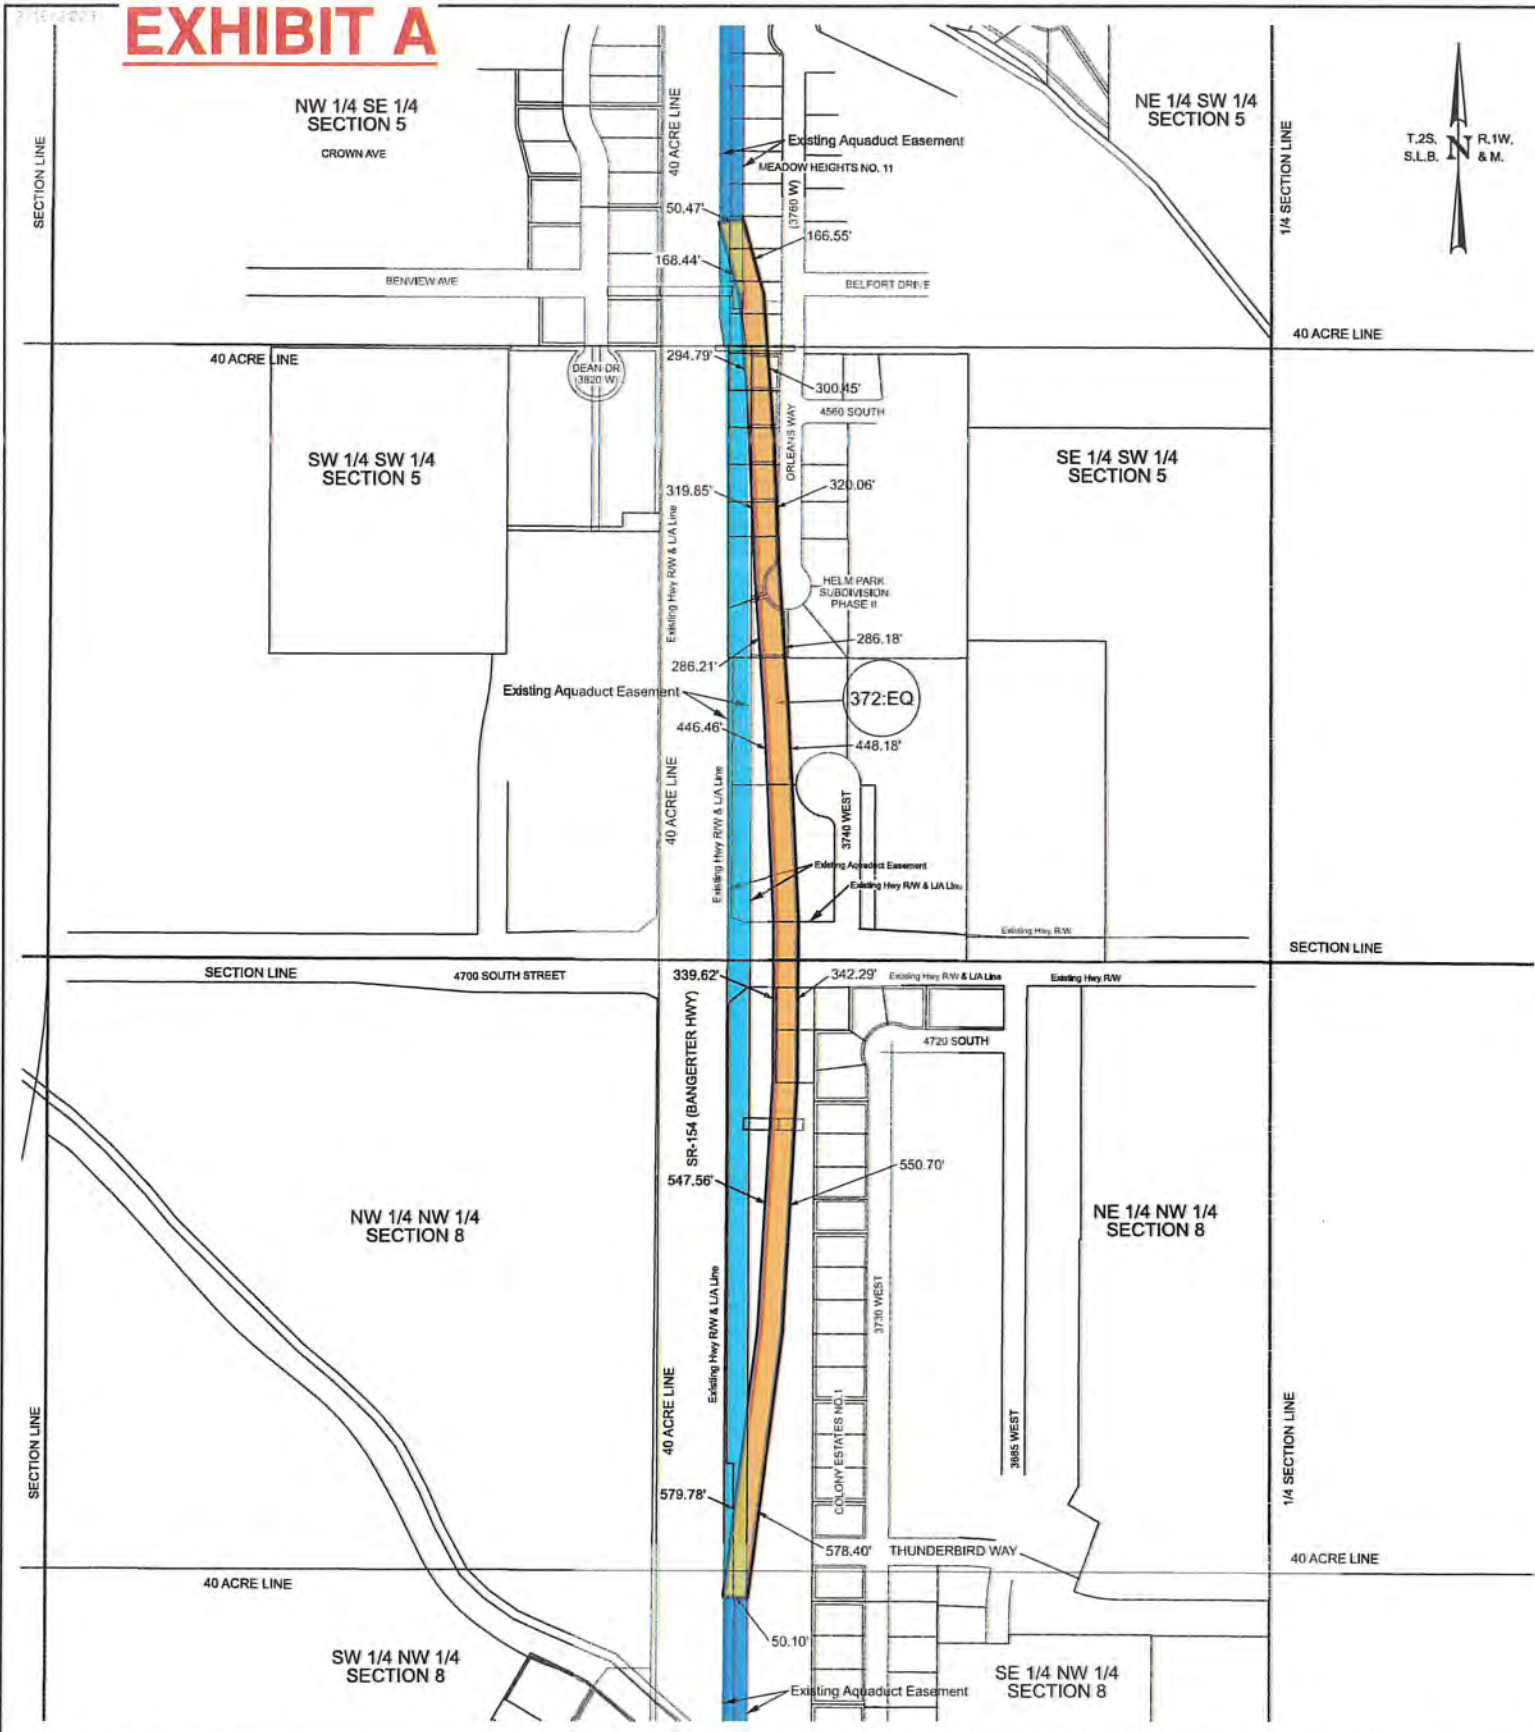 EXHIBIT A
NW 1/4 SE 1/4
SECTION 5
CROWN AVE
SECTION LINE
40 ACRE LINE
Existing Aquaduct Easement
MEADOW HEIGHTS NO. 11
(3760 W)
NE 1/4 SW 1/4
SECTION 5
1/4 SECTION LINE
T.2S. N R.1W.
S.L.B. & M.
50.47'
166.55'
168.44'
BENVIEW AVE
BELFORT DRIVE
40 ACRE LINE
40 ACRE LINE
294.79'
DEAN DR
(3820 W)
300.45'
4560 SOUTH
ORLEANS WAY
SW 1/4 SW 1/4
SECTION 5
SE 1/4 SW 1/4
SECTION 5
319.85'
320.06'
Existing Hwy R/W & L/A Line
HELM PARK
SUBDIVISION
PHASE II
286.18'
286.21'
Existing Aquaduct Easement
372:EQ
446.46'
448.18'
40 ACRE LINE
Existing Hwy R/W & L/A Line
3740 WEST
Existing Aquaduct Easement
Existing Hwy R/W & L/A Line
Existing Hwy R/W
SECTION LINE
SECTION LINE
4700 SOUTH STREET
339.62'
342.29'
Existing Hwy R/W & L/A Line
Existing Hwy R/W
4720 SOUTH
SR-154 (BANGERTER HWY)
550.70'
547.56'
NW 1/4 NW 1/4
SECTION 8
NE 1/4 NW 1/4
SECTION 8
Existing Hwy R/W & L/A Line
3730 WEST
40 ACRE LINE
COLONY ESTATES NO.1
3685 WEST
SECTION LINE
1/4 SECTION LINE
579.78'
578.40'
THUNDERBIRD WAY
40 ACRE LINE
40 ACRE LINE
50.10'
SW 1/4 NW 1/4
SECTION 8
SE 1/4 NW 1/4
SECTION 8
Existing Aquaduct Easement